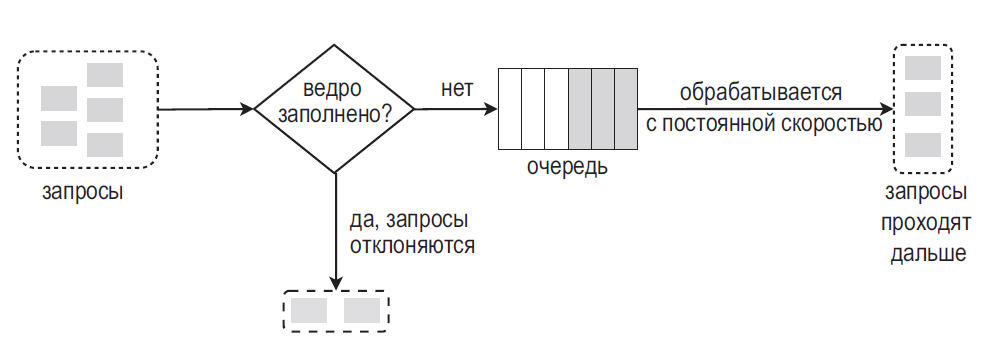 запросы
ведро
заполнено?
нет
да, запросы
отклоняются
очередь
обрабатывается
с постоянной скоростью
запросы
проходят
дальше